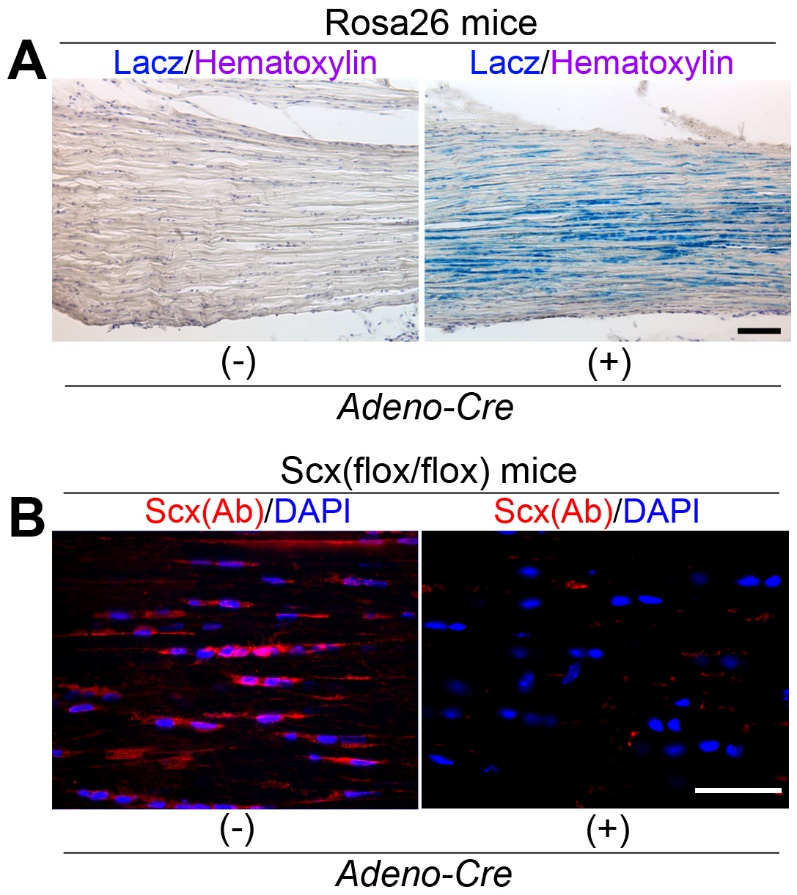 Rosa26 mice
A
Lacz/Hematoxylin Lacz/Hematoxylin
(-) (+)
Adeno-Cre
Scx(flox/flox) mice
B
Scx(Ab)/DAPI Scx(Ab)/DAPI
(-) (+)
Adeno-Cre